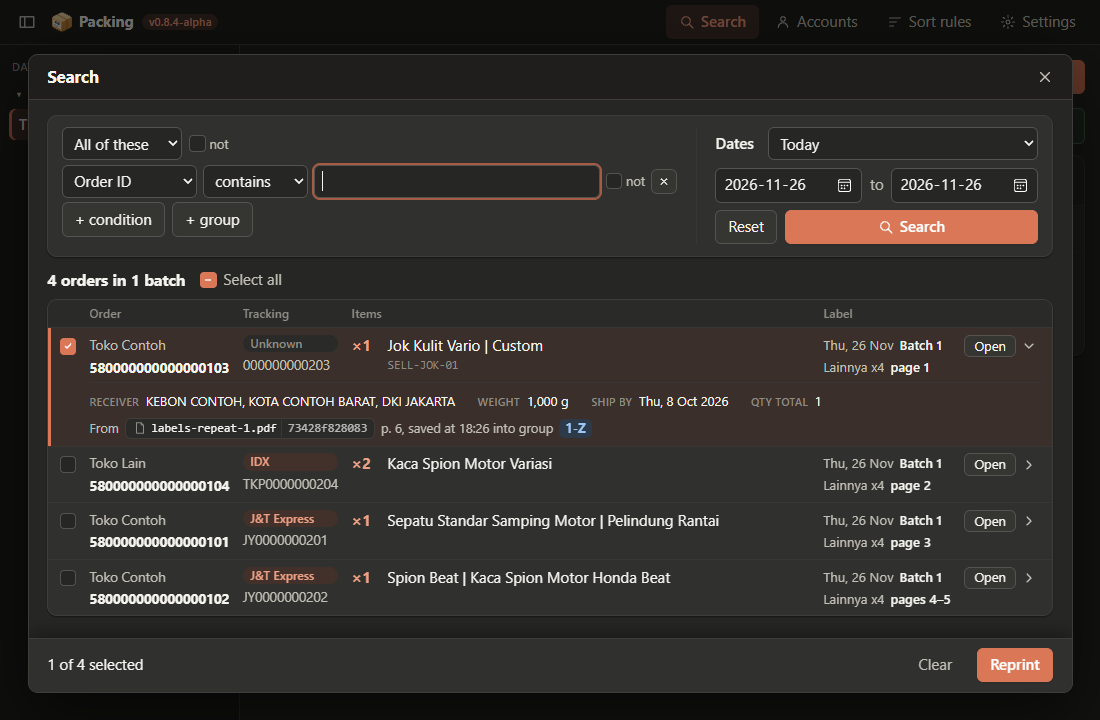 Packing v0.8.4-alpha Search Accounts Sort rules Settings
DA
T
Search
All of these not
Order ID contains not ×
+ condition + group
Dates Today
2026-11-26 to 2026-11-26
Reset Search
4 orders in 1 batch Select all
Order Tracking Items Label
Toko Contoh Unknown ×1 Jok Kulit Vario | Custom Thu, 26 Nov Batch 1 Open
580000000000000103 000000000203 SELL-JOK-01 Lainnya x4 page 1
RECEIVER KEBON CONTOH, KOTA CONTOH BARAT, DKI JAKARTA WEIGHT 1,000 g SHIP BY Thu, 8 Oct 2026 QTY TOTAL 1
From labels-repeat-1.pdf 73428f828083 p. 6, saved at 18:26 into group 1-Z
Toko Lain IDX ×2 Kaca Spion Motor Variasi Thu, 26 Nov Batch 1 Open
580000000000000104 TKP0000000204 Lainnya x4 page 2
Toko Contoh J&T Express ×1 Sepatu Standar Samping Motor | Pelindung Rantai Thu, 26 Nov Batch 1 Open
580000000000000101 JY0000000201 Lainnya x4 page 3
Toko Contoh J&T Express ×1 Spion Beat | Kaca Spion Motor Honda Beat Thu, 26 Nov Batch 1 Open
580000000000000102 JY0000000202 Lainnya x4 pages 4–5
1 of 4 selected Clear Reprint